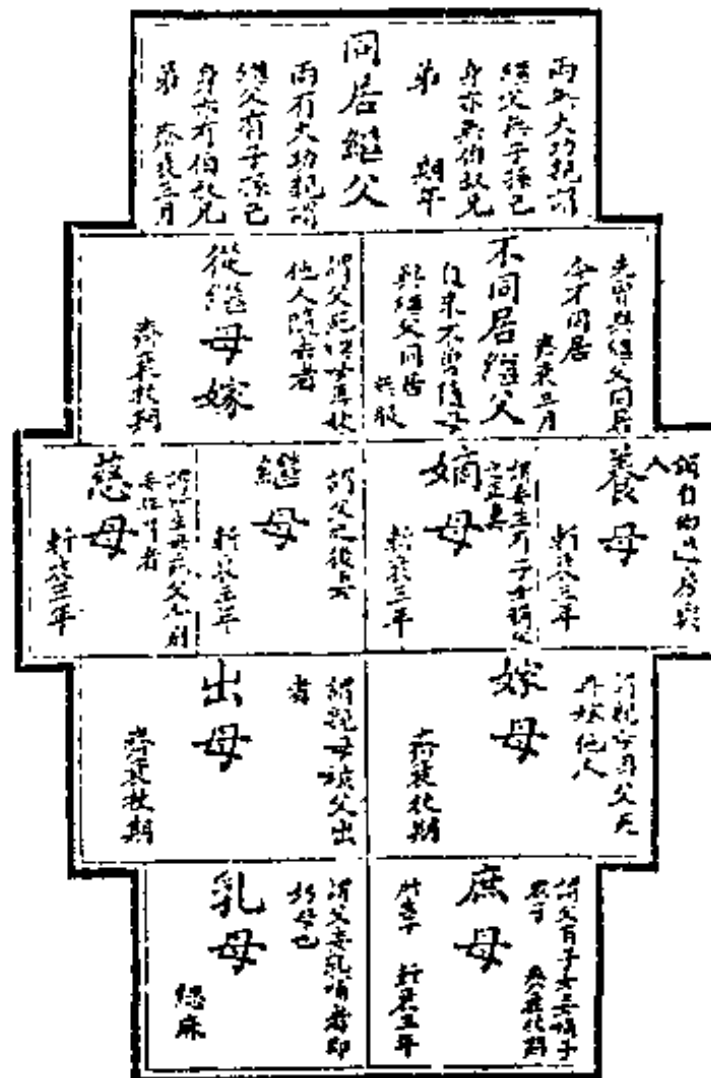 兩無大功親謂
繼父無子孫己
身亦無伯叔兄
弟 期年
同居繼父
兩有大功親謂
繼父有子孫己
身亦有伯叔兄
弟 齊衰三月
先曾與繼父同居
今不同居
齊衰三月
不同居繼父
自來不曾隨母
與繼父同居
無服
謂父死繼母再嫁
他人隨去者
從繼母嫁
齊衰杖期
謂自幼過房與
人
養母
斬衰三年
謂妾生子女稱父
正妻
嫡母
斬衰三年
謂父之後妻
繼母
斬衰三年
謂所生母死父令別
妾撫育者
慈母
斬衰三年
謂親母因父死
再嫁他人
嫁母
齊衰杖期
謂親母被父出
者
出母
齊衰杖期
謂父有子女妾嫡子
眾子 齊衰杖期
庶母
所生子 斬衰三年
謂父妾乳哺者即
奶母也
乳母
緦麻